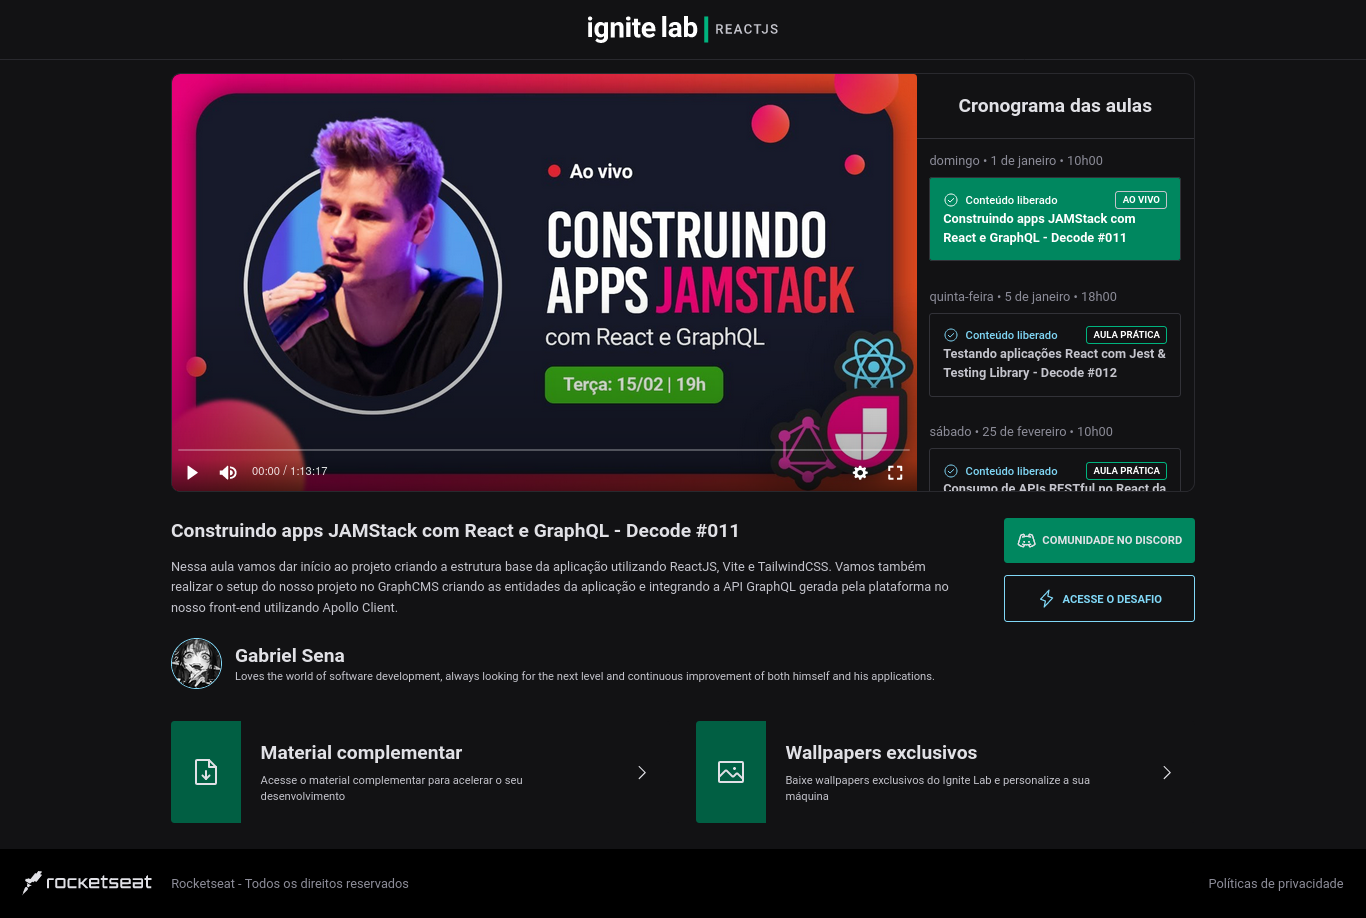 ignite lab
REACTJS
Ao vivo
CONSTRUINDO
APPS JAMSTACK
com React e GraphQL
Terça: 15/02 | 19h
00:00 / 1:13:17
Cronograma das aulas
domingo • 1 de janeiro • 10h00
Conteúdo liberado
AO VIVO
Construindo apps JAMStack com
React e GraphQL - Decode #011
quinta-feira • 5 de janeiro • 18h00
Conteúdo liberado
AULA PRÁTICA
Testando aplicações React com Jest &
Testing Library - Decode #012
sábado • 25 de fevereiro • 10h00
Conteúdo liberado
AULA PRÁTICA
Consumo de APIs RESTful no React da
Construindo apps JAMStack com React e GraphQL - Decode #011
Nessa aula vamos dar início ao projeto criando a estrutura base da aplicação utilizando ReactJS, Vite e TailwindCSS. Vamos também
realizar o setup do nosso projeto no GraphCMS criando as entidades da aplicação e integrando a API GraphQL gerada pela plataforma no
nosso front-end utilizando Apollo Client.
COMUNIDADE NO DISCORD
ACESSE O DESAFIO
Gabriel Sena
Loves the world of software development, always looking for the next level and continuous improvement of both himself and his applications.
Material complementar
Acesse o material complementar para acelerar o seu
desenvolvimento
Wallpapers exclusivos
Baixe wallpapers exclusivos do Ignite Lab e personalize a sua
máquina
rocketseat
Rocketseat - Todos os direitos reservados
Políticas de privacidade